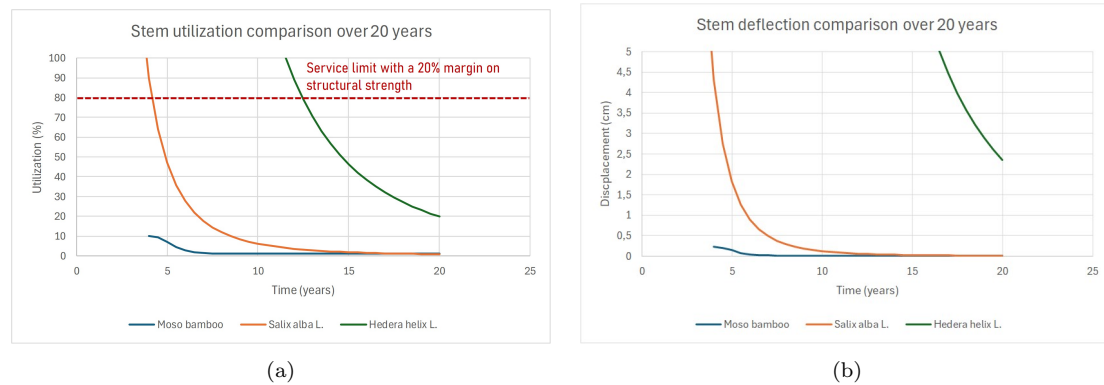 Stem utilization comparison over 20 years
100
90
80
70
60
50
40
30
20
10
0
Utilization (%)
Service limit with a 20% margin on
structural strength
0 5 10 15 20 25
Time (years)
Moso bamboo Salix alba L. Hedera helix L.
(a)
Stem deflection comparison over 20 years
5
4,5
4
3,5
3
2,5
2
1,5
1
0,5
0
Discplacement (cm)
0 5 10 15 20 25
Time (years)
Moso bamboo Salix alba L. Hedera helix L.
(b)